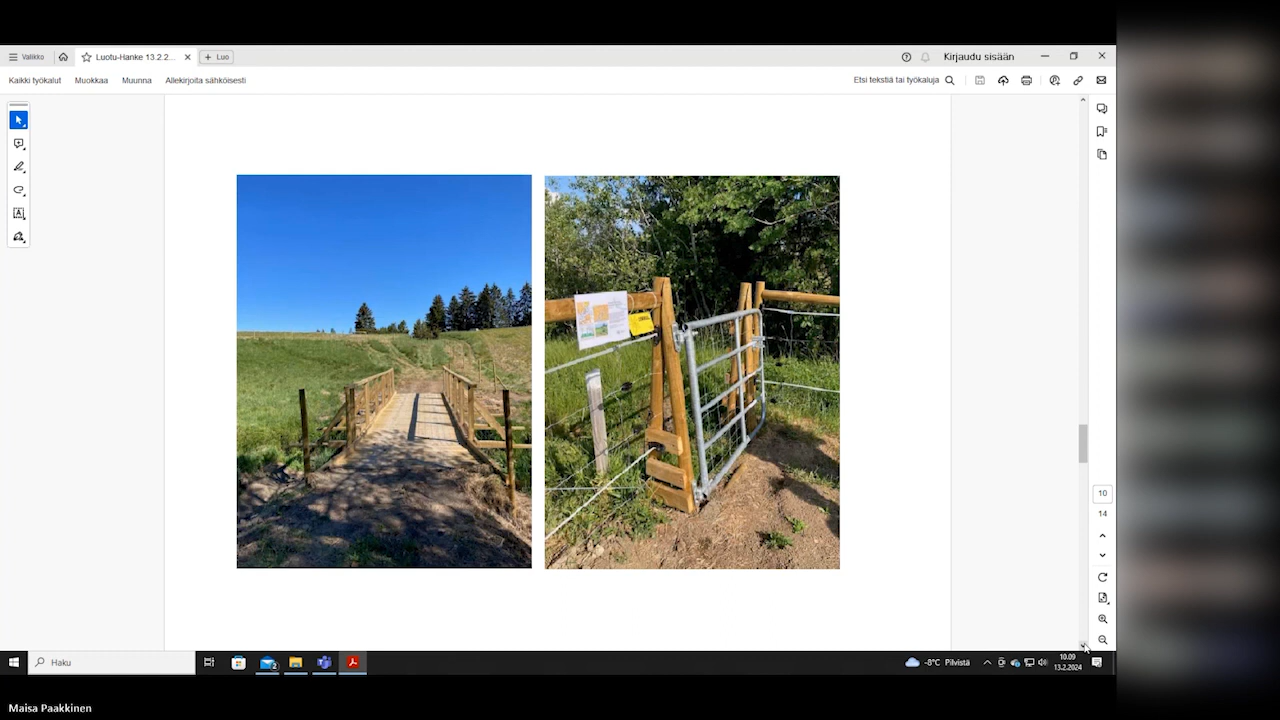 Valikko
Luotu-Hanke 13.2.2...
Luo
Kirjaudu sisään
Kaikki työkalut
Muokkaa
Muunna
Allekirjoita sähköisesti
Etsi tekstiä tai työkaluja
10
14
Haku
2
-8°C Pilvistä
10.09
13.2.2024
Maisa Paakkinen